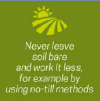 Never leave
soil bare
and work it less,
for example by
using no-till methods